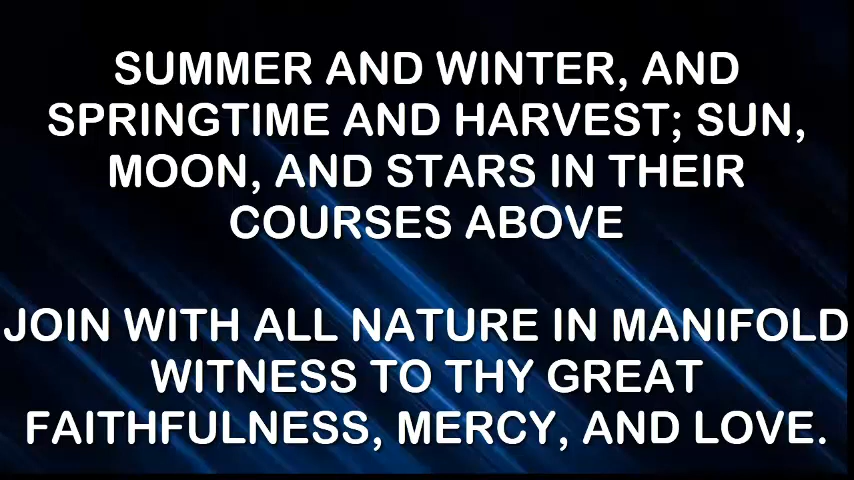 SUMMER AND WINTER, AND
SPRINGTIME AND HARVEST; SUN,
MOON, AND STARS IN THEIR
COURSES ABOVE
JOIN WITH ALL NATURE IN MANIFOLD
WITNESS TO THY GREAT
FAITHFULNESS, MERCY, AND LOVE.